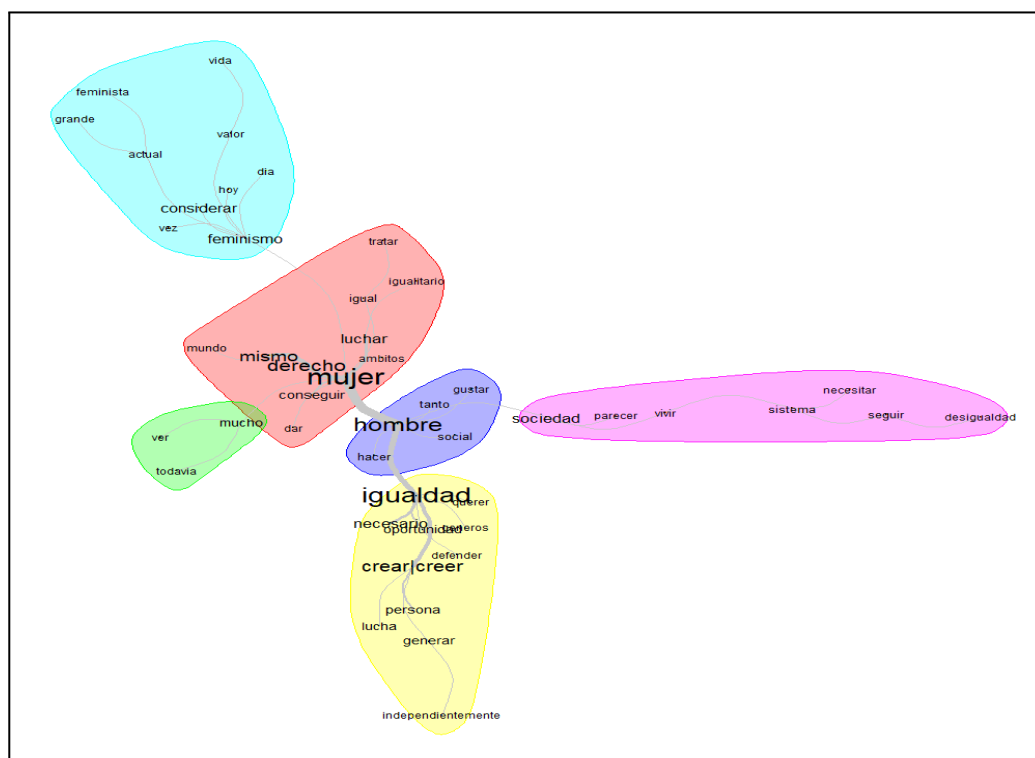 vida
feminista
grande
valor
actual
dia
hoy
considerar
vez
feminismo
tratar
igualitario
igual
luchar
mundo
mismo
ambitos
derecho
mujer
conseguir
dar
mucho
ver
todavia
gustar
tanto
hombre
social
hacer
necesitar
sociedad
parecer
vivir
sistema
seguir
desigualdad
igualdad
querer
necesario
oportunidad
generos
defender
crear|creer
persona
lucha
generar
independientemente